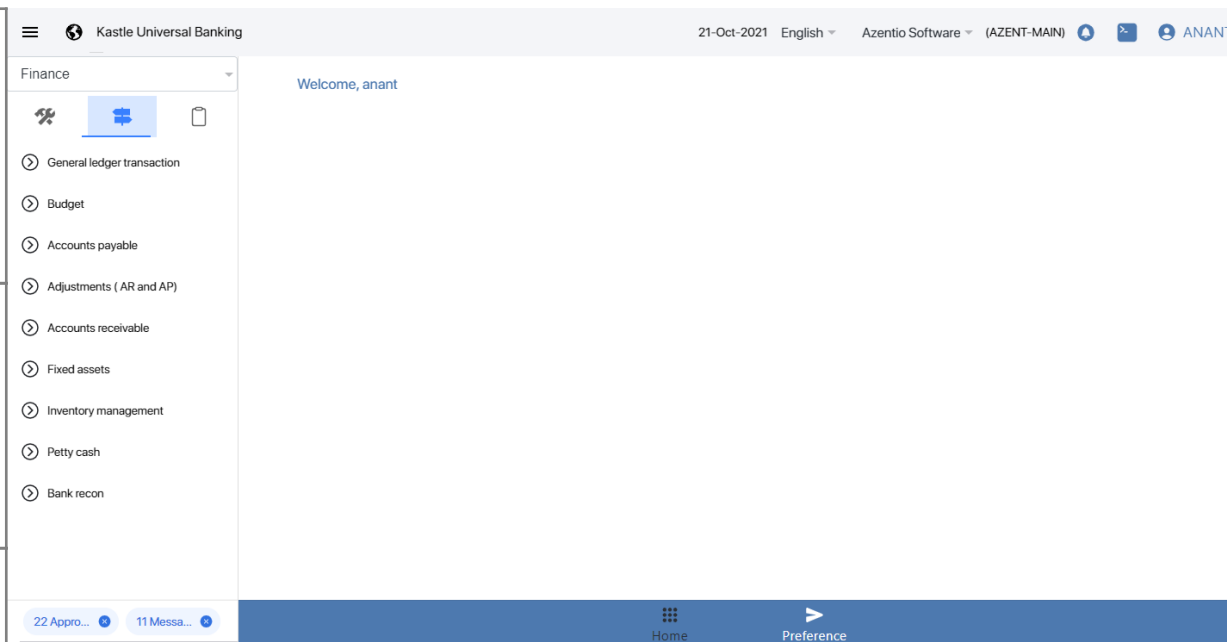 Kastle Universal Banking
21-Oct-2021 English Azentio Software (AZENT-MAIN) ANANT
Finance
Welcome, anant
General ledger transaction
Budget
Accounts payable
Adjustments ( AR and AP)
Accounts receivable
Fixed assets
Inventory management
Petty cash
Bank recon
22 Appro... 11 Messa...
Home Preference